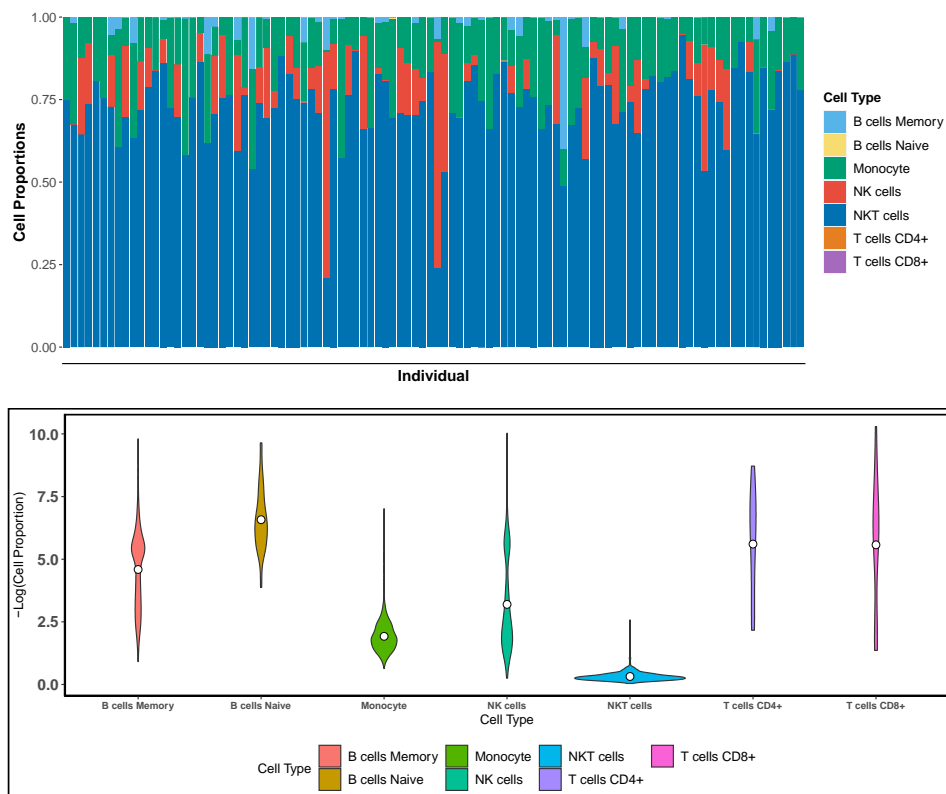 1.00
0.75
0.50
0.25
0.00
Cell Proportions
Individual
Cell Type
B cells Memory
B cells Naive
Monocyte
NK cells
NKT cells
T cells CD4+
T cells CD8+
10.0
7.5
5.0
2.5
0.0
−Log(Cell Proportion)
B cells Memory B cells Naive Monocyte NK cells NKT cells T cells CD4+ T cells CD8+
Cell Type
Cell Type
B cells Memory Monocyte NKT cells T cells CD8+
B cells Naive NK cells T cells CD4+